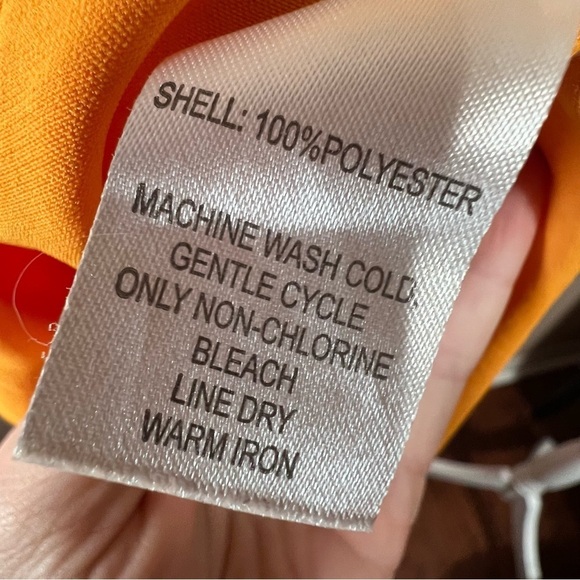 SHELL: 100%POLYESTER
MACHINE WASH COLD,
GENTLE CYCLE
ONLY NON-CHLORINE
BLEACH
LINE DRY
WARM IRON